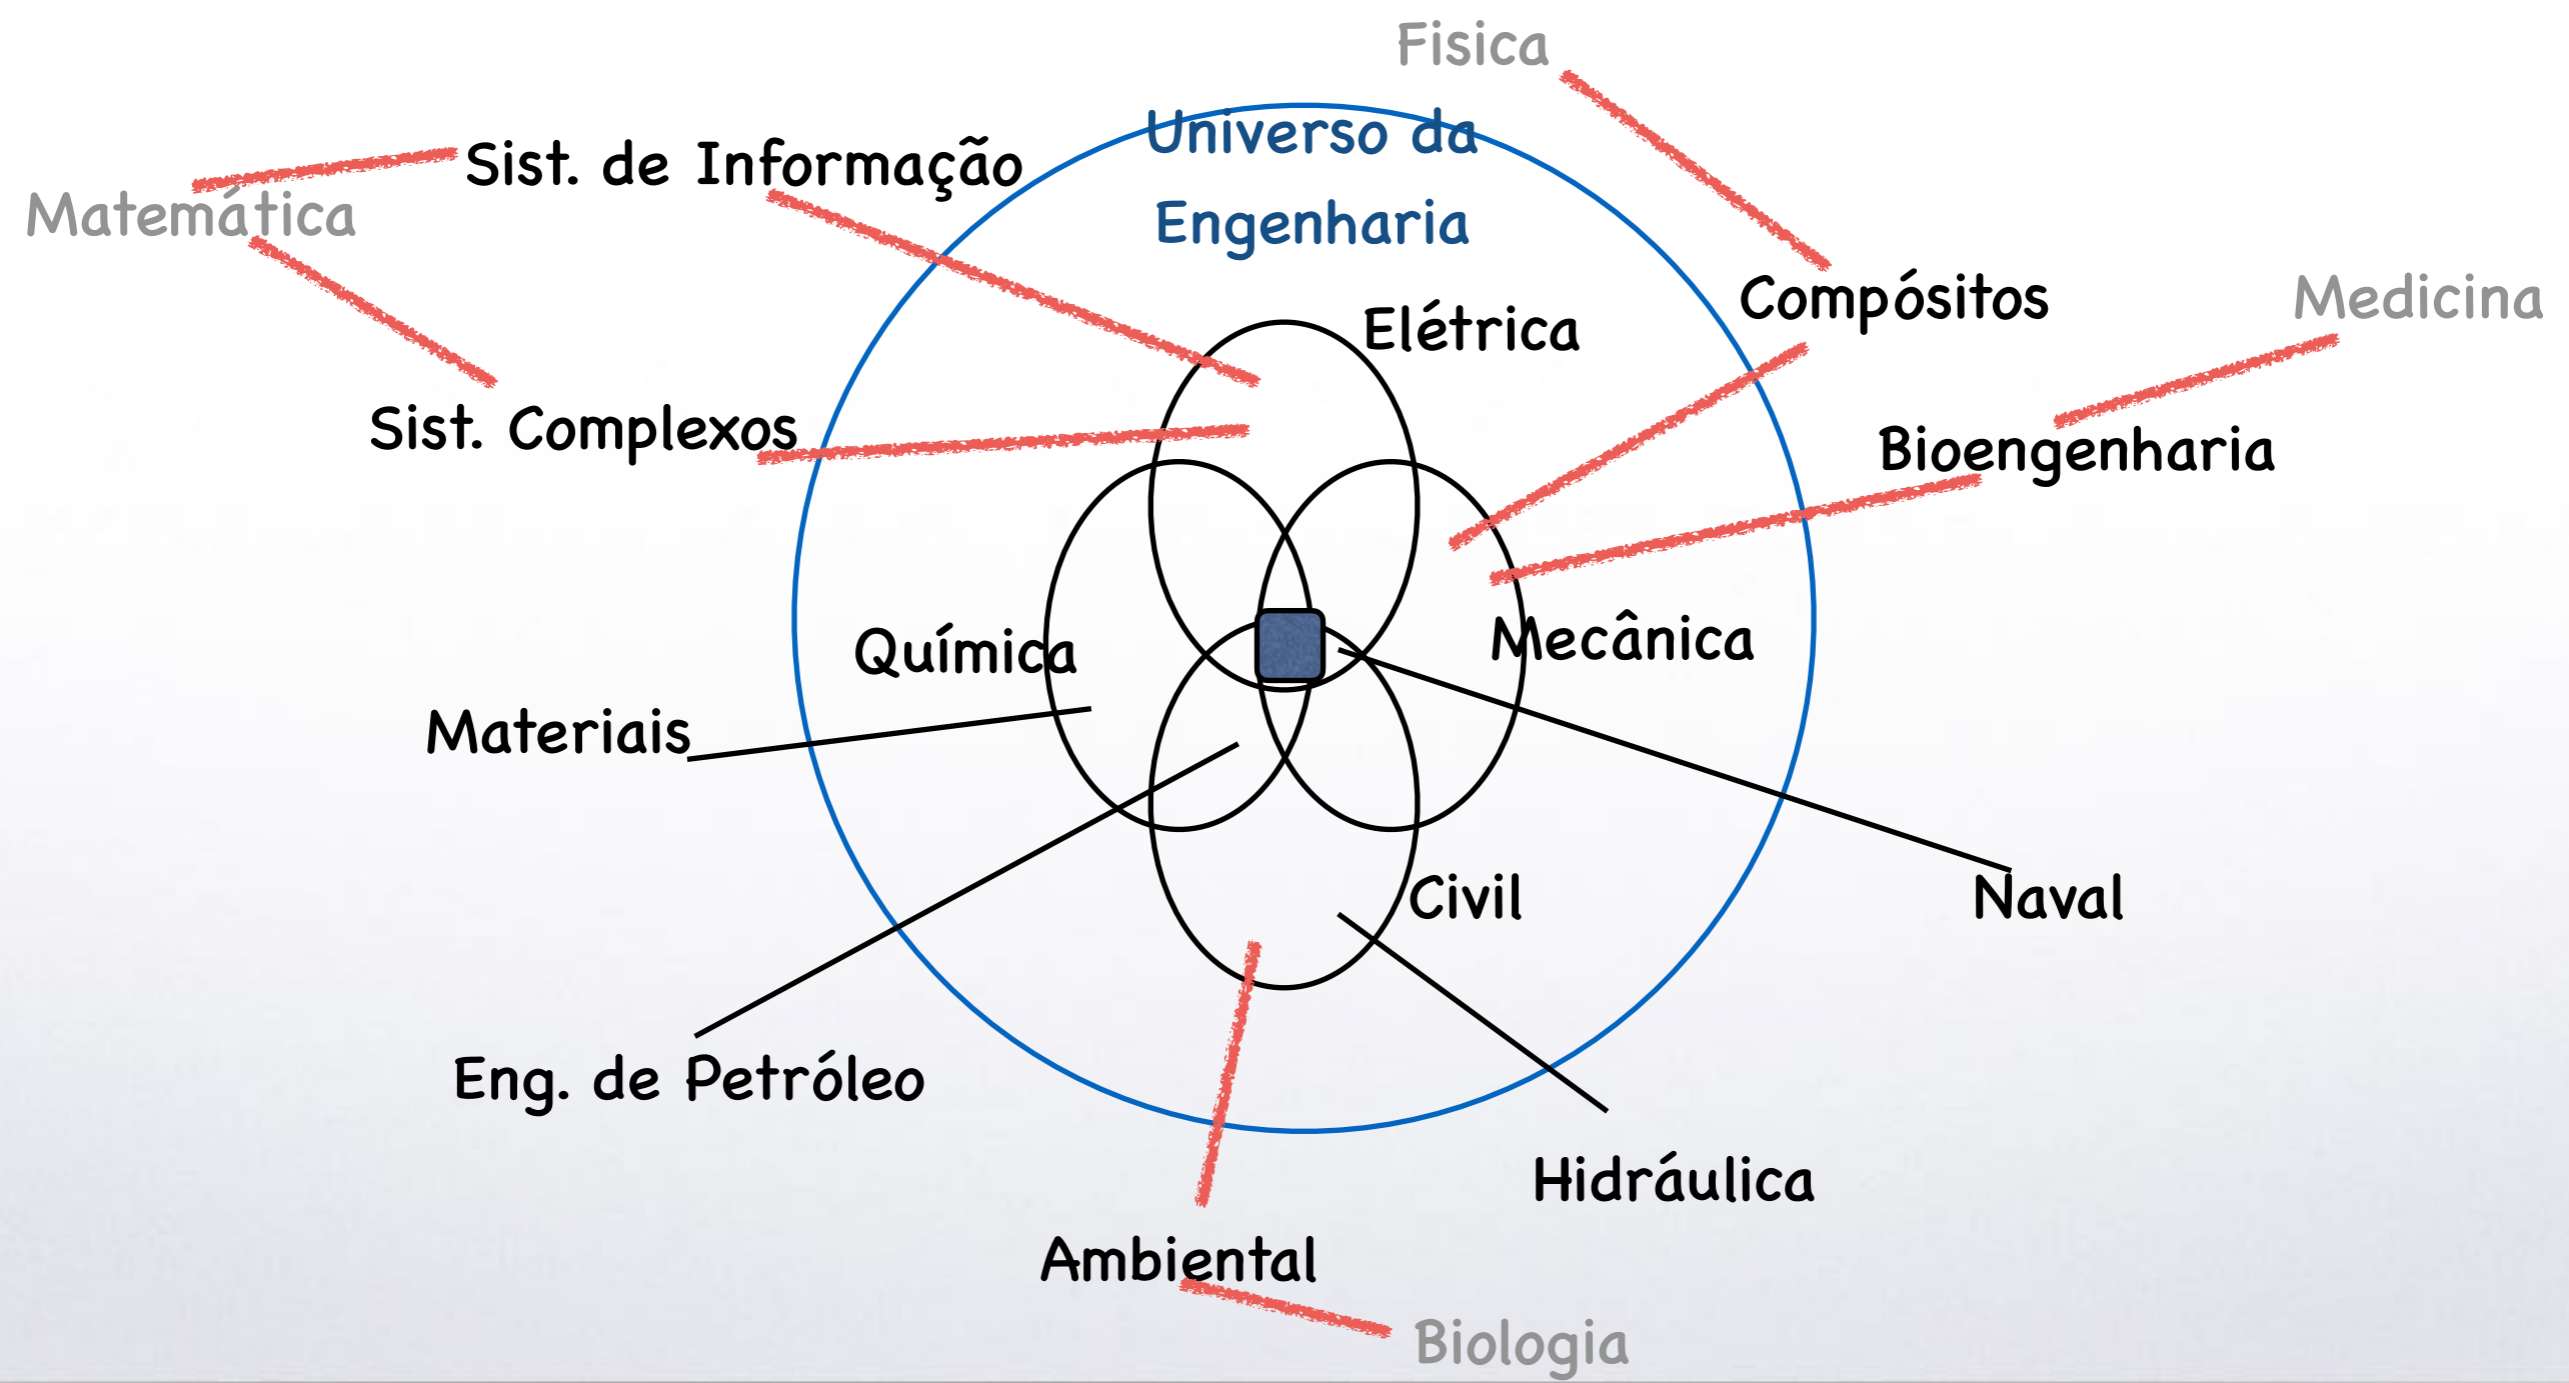 Fisica
Universo da
Engenharia
Sist. de Informação
Matemática
Compósitos
Medicina
Elétrica
Sist. Complexos
Bioengenharia
Química
Mecânica
Materiais
Civil
Naval
Eng. de Petróleo
Hidráulica
Ambiental
Biologia